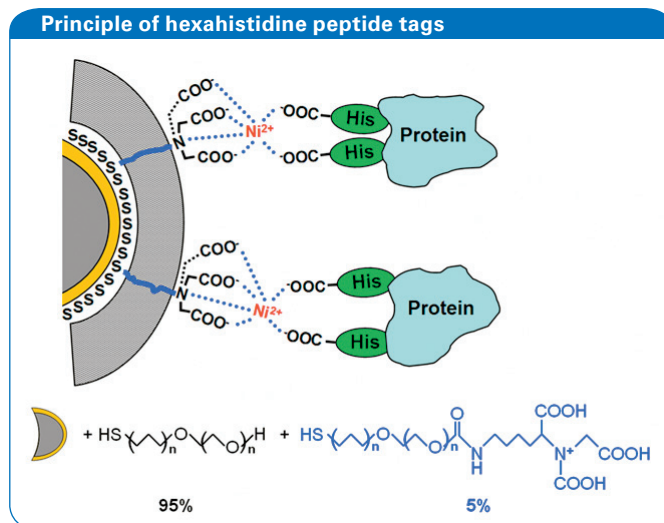 Principle of hexahistidine peptide tags
COO-
COO-
N
COO-
Ni2+
-OOC
-OOC
His
His
Protein
SSSSSSSSSSSSSSSSSSSSS
COO-
COO-
N
COO-
Ni2+
-OOC
-OOC
His
His
Protein
+ HS n O O n H + HS n O O n O N H COOH N+ COOH COOH
95% 5%